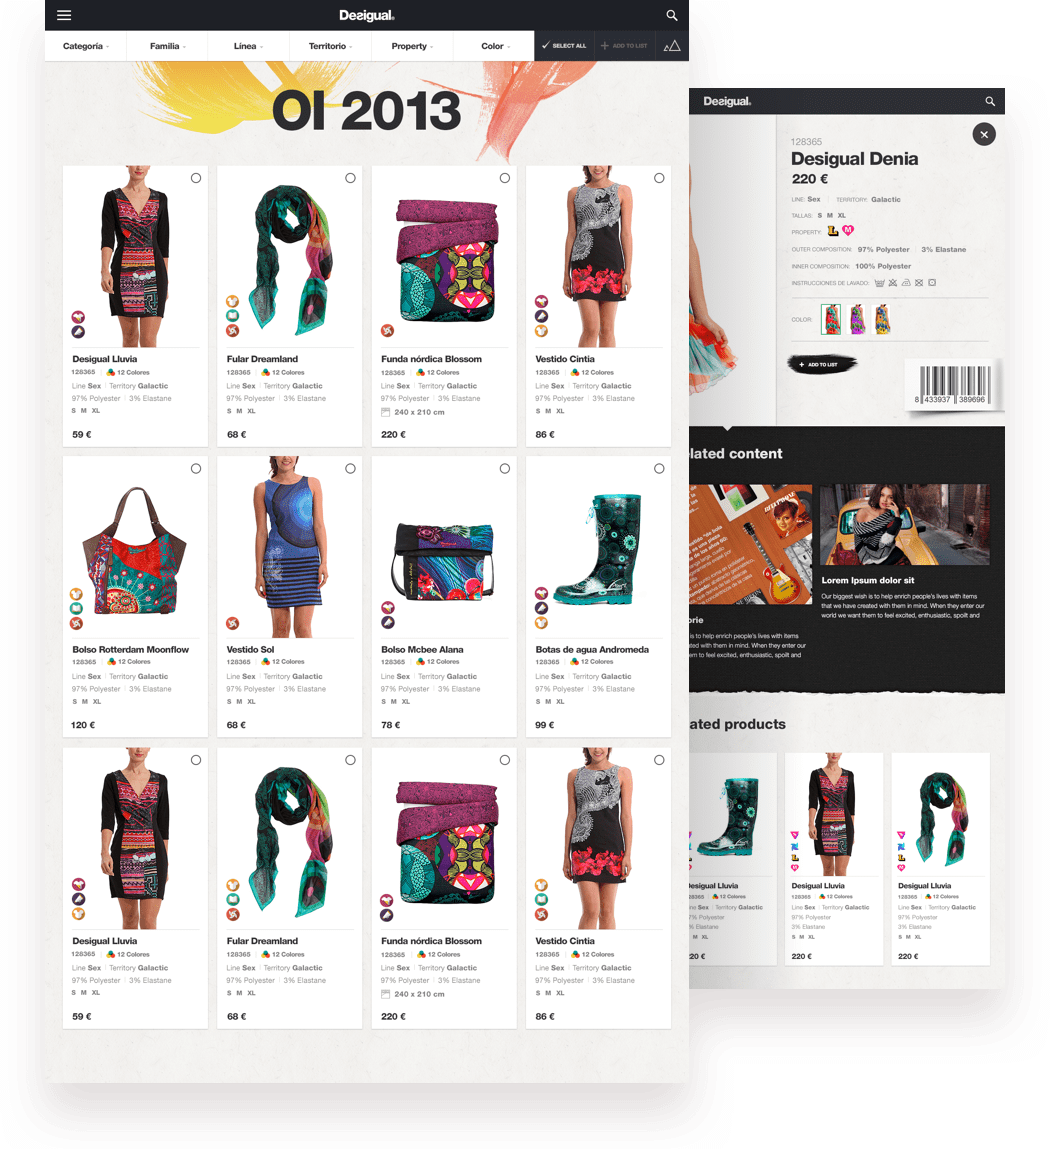 Desigual.
Categoría
Familia
Línea
Territorio
Property
Color
SELECT ALL
ADD TO LIST
OI 2013
Desigual Lluvia
128365 12 Colores
Line Sex Territory Galactic
97% Polyester 3% Elastane
S M XL
59 €
Fular Dreamland
128365 12 Colores
Line Sex Territory Galactic
97% Polyester 3% Elastane
S M XL
68 €
Funda nórdica Blossom
128365 12 Colores
Line Sex Territory Galactic
97% Polyester 3% Elastane
240 x 210 cm
220 €
Vestido Cintia
128365 12 Colores
Line Sex Territory Galactic
97% Polyester 3% Elastane
S M XL
86 €
Bolso Rotterdam Moonflow
128365 12 Colores
Line Sex Territory Galactic
97% Polyester 3% Elastane
S M XL
120 €
Vestido Sol
128365 12 Colores
Line Sex Territory Galactic
97% Polyester 3% Elastane
S M XL
68 €
Bolso Mcbee Alana
128365 12 Colores
Line Sex Territory Galactic
97% Polyester 3% Elastane
S M XL
78 €
Botas de agua Andromeda
128365 12 Colores
Line Sex Territory Galactic
97% Polyester 3% Elastane
S M XL
99 €
Desigual Lluvia
128365 12 Colores
Line Sex Territory Galactic
97% Polyester 3% Elastane
S M XL
59 €
Fular Dreamland
128365 12 Colores
Line Sex Territory Galactic
97% Polyester 3% Elastane
S M XL
68 €
Funda nórdica Blossom
128365 12 Colores
Line Sex Territory Galactic
97% Polyester 3% Elastane
240 x 210 cm
220 €
Vestido Cintia
128365 12 Colores
Line Sex Territory Galactic
97% Polyester 3% Elastane
S M XL
86 €
Desigual.
128365
Desigual Denia
220 €
LINE: Sex TERRITORY: Galactic
TALLAS: S M XL
PROPERTY: L M
OUTER COMPOSITION: 97% Polyester 3% Elastane
INNER COMPOSITION: 100% Polyester
INSTRUCCIONES DE LAVADO:
COLOR:
ADD TO LIST
8 433937 389696
lated content
orie
is to help enrich people's lives with items
ted with them in mind. When they enter our
m to feel excited, enthusiastic, spoilt and
Lorem Ipsum dolor sit
Our biggest wish is to help enrich people's lives with items
that we have created with them in mind. When they enter our
world we want them to feel excited, enthusiastic, spoilt and
ated products
Desigual Lluvia
28365 12 Colores
ne Sex Territory Galactic
97% Polyester
3% Elastane
M XL
20 €
Desigual Lluvia
128365 12 Colores
Line Sex Territory Galactic
97% Polyester
3% Elastane
S M XL
220 €
Desigual Lluvia
128365 12 Colores
Line Sex Territory Galactic
97% Polyester
3% Elastane
S M XL
220 €